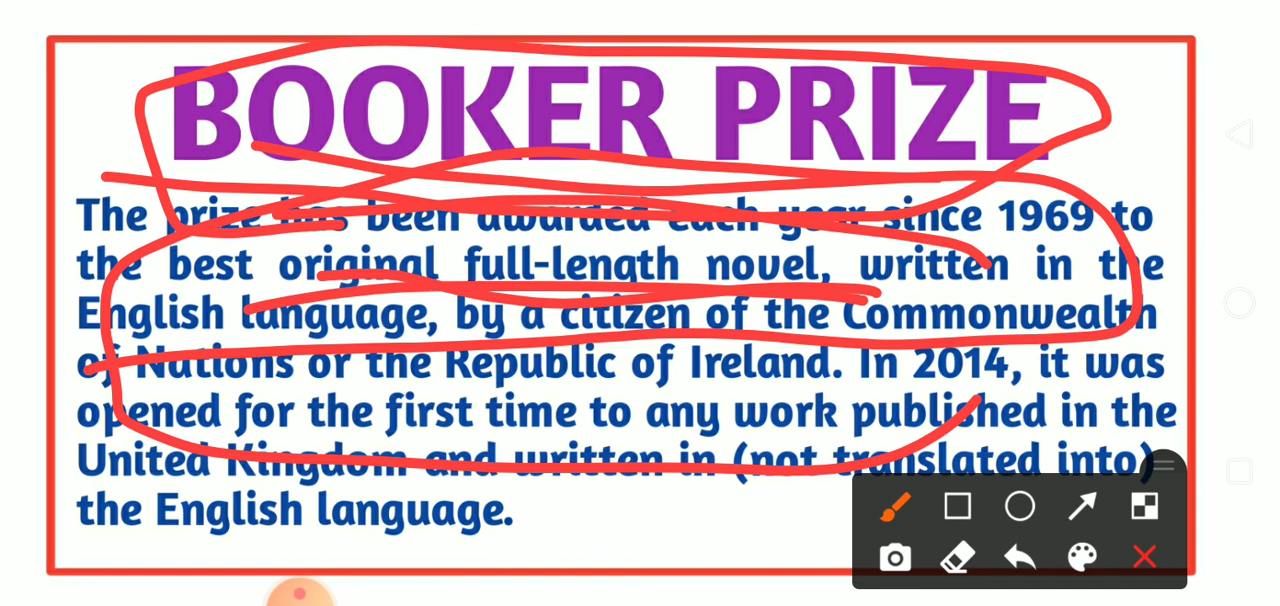 BOOKER PRIZE
The prize has been awarded each year since 1969 to
the best original full-length novel, written in the
English language, by a citizen of the Commonwealth
of Nations or the Republic of Ireland. In 2014, it was
opened for the first time to any work published in the
United Kingdom and written in (not translated into)
the English language.